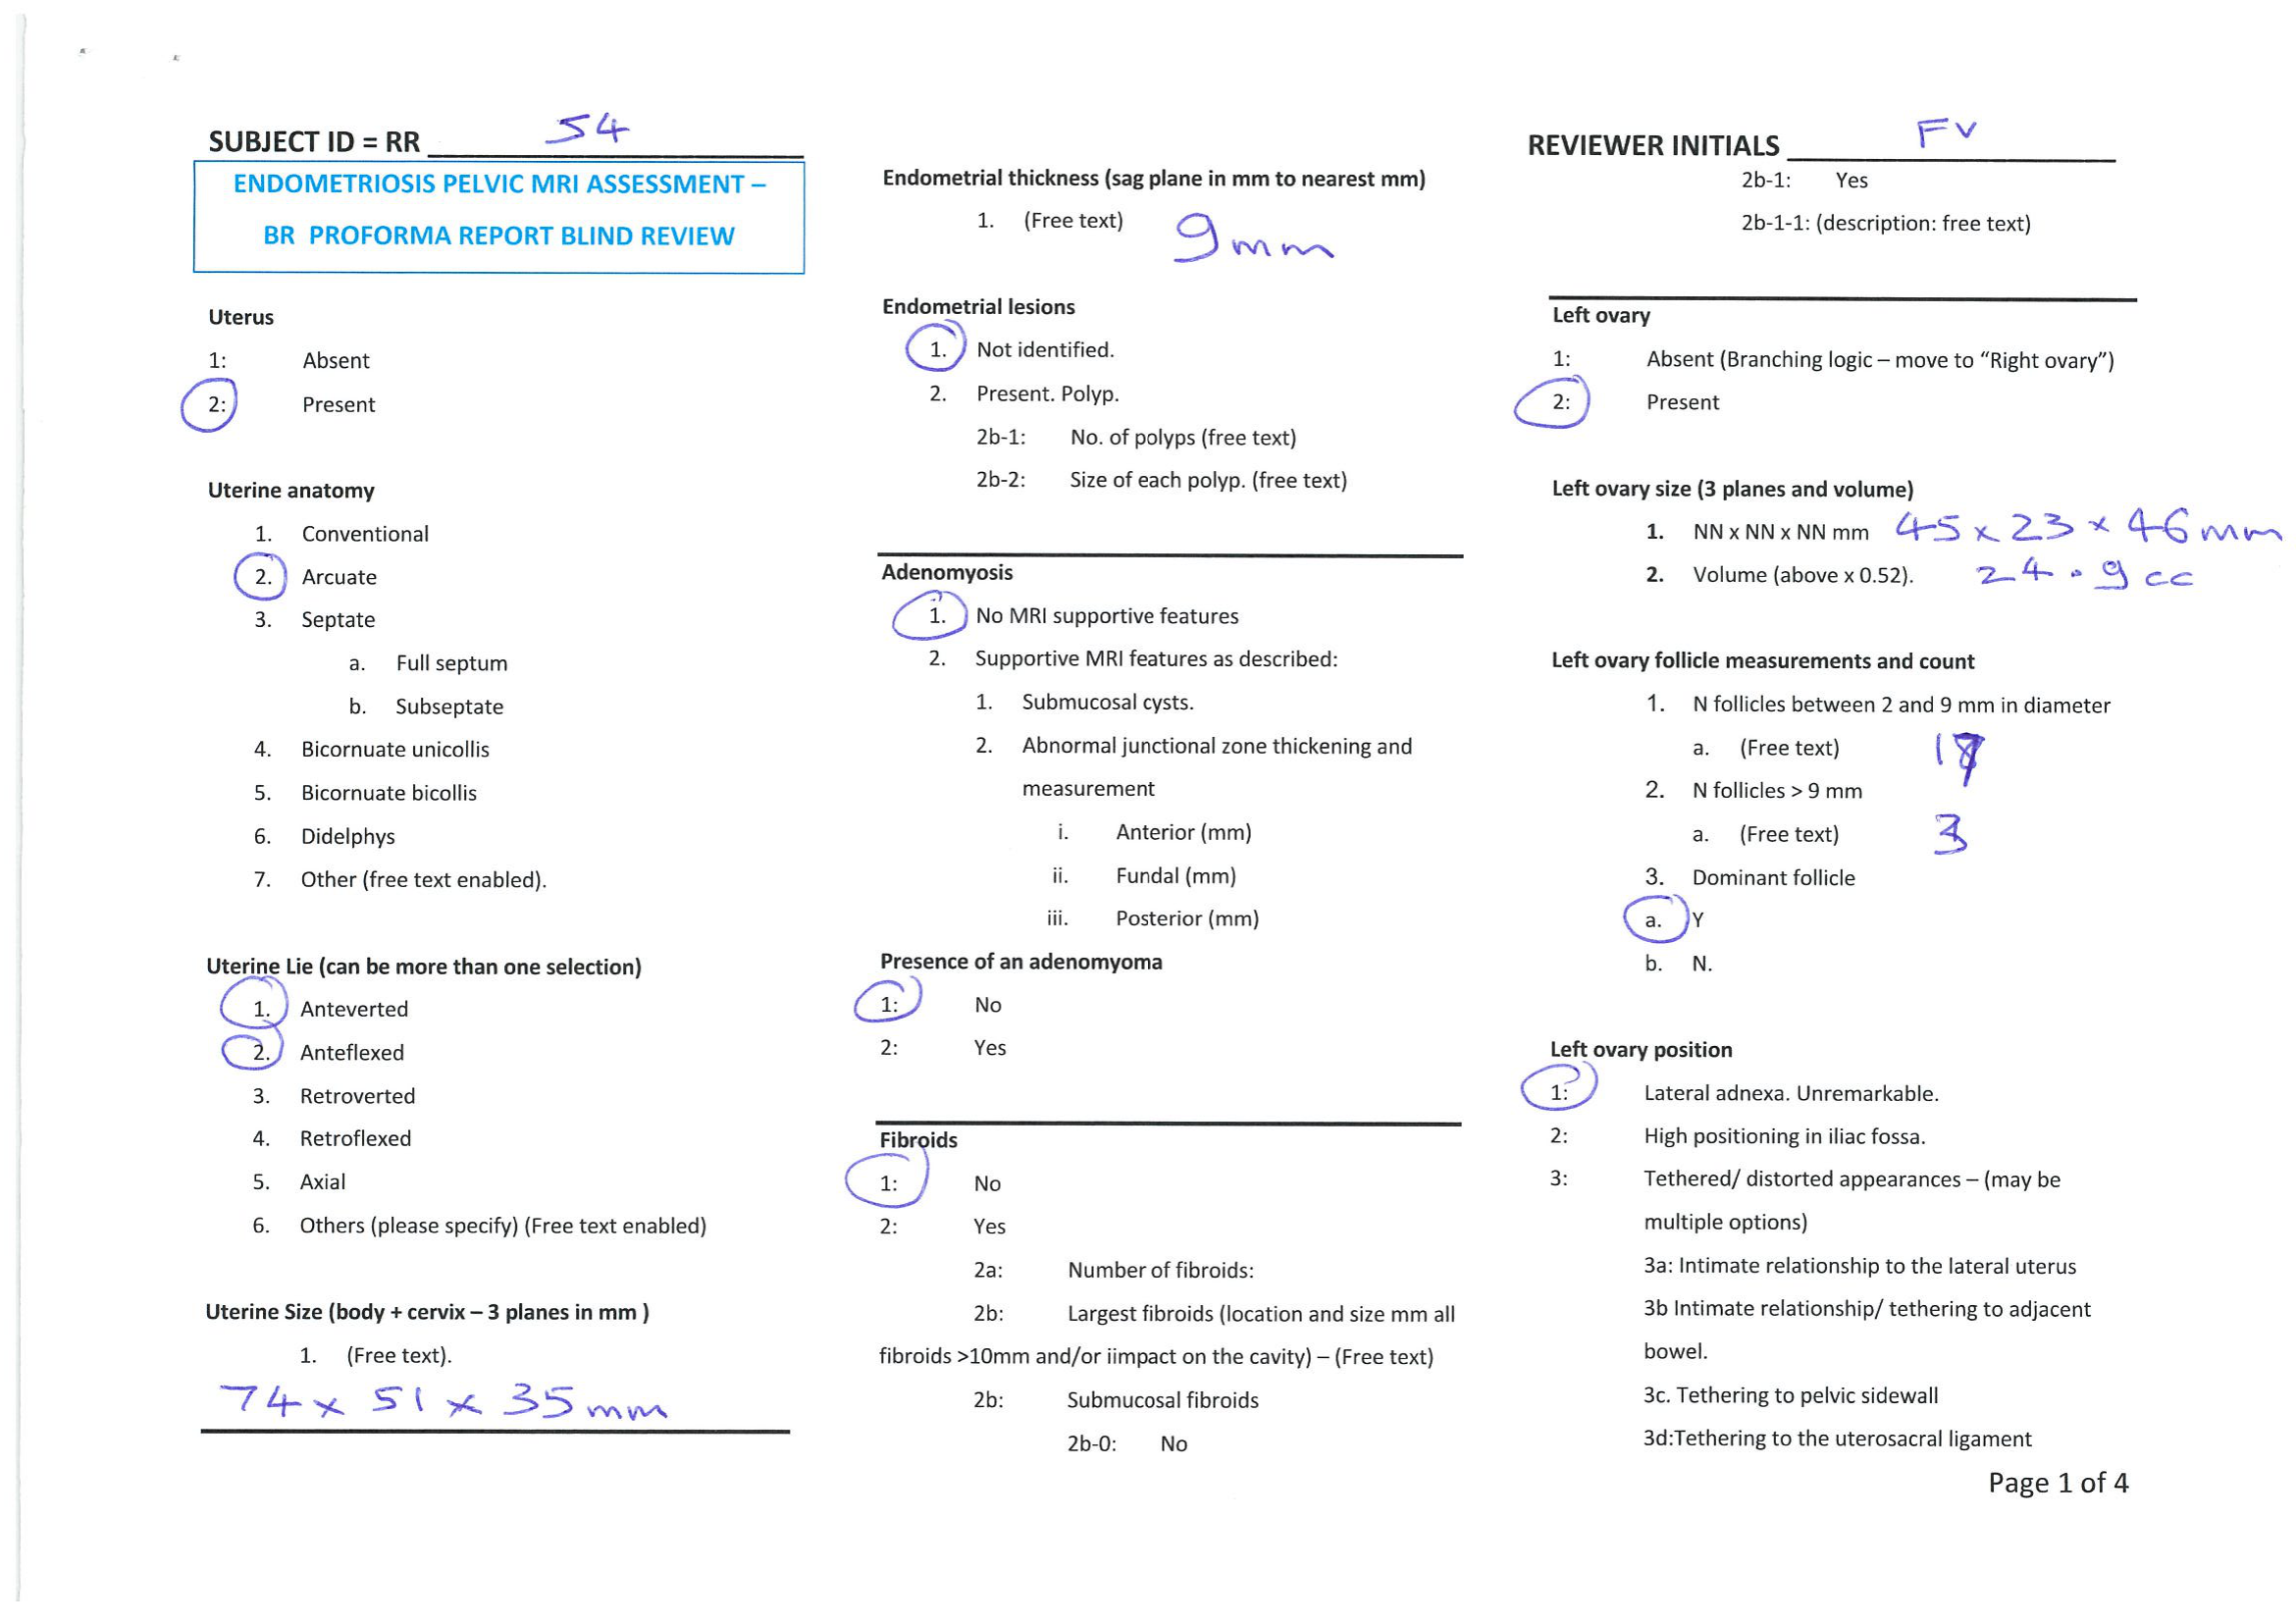 SUBJECT ID = RR 54
ENDOMETRIOSIS PELVIC MRI ASSESSMENT –
BR PROFORMA REPORT BLIND REVIEW
Uterus
1: Absent
2: Present
Uterine anatomy
1. Conventional
2. Arcuate
3. Septate
a. Full septum
b. Subseptate
4. Bicornuate unicollis
5. Bicornuate bicollis
6. Didelphys
7. Other (free text enabled).
Uterine Lie (can be more than one selection)
1. Anteverted
2. Anteflexed
3. Retroverted
4. Retroflexed
5. Axial
6. Others (please specify) (Free text enabled)
Uterine Size (body + cervix – 3 planes in mm )
1. (Free text).
74 x 51 x 35 mm
Endometrial thickness (sag plane in mm to nearest mm)
1. (Free text) 9mm
Endometrial lesions
1. Not identified.
2. Present. Polyp.
2b-1: No. of polyps (free text)
2b-2: Size of each polyp. (free text)
Adenomyosis
1. No MRI supportive features
2. Supportive MRI features as described:
1. Submucosal cysts.
2. Abnormal junctional zone thickening and
measurement
i. Anterior (mm)
ii. Fundal (mm)
iii. Posterior (mm)
Presence of an adenomyoma
1: No
2: Yes
Fibroids
1: No
2: Yes
2a: Number of fibroids:
2b: Largest fibroids (location and size mm all
fibroids >10mm and/or iimpact on the cavity) – (Free text)
2b: Submucosal fibroids
2b-0: No
REVIEWER INITIALS FV
2b-1: Yes
2b-1-1: (description: free text)
Left ovary
1: Absent (Branching logic – move to “Right ovary”)
2: Present
Left ovary size (3 planes and volume)
1. NN x NN x NN mm 45 x 23 x 46 mm
2. Volume (above x 0.52). 24.9 cc
Left ovary follicle measurements and count
1. N follicles between 2 and 9 mm in diameter
a. (Free text) 17
2. N follicles > 9 mm
a. (Free text) 3
3. Dominant follicle
a. Y
b. N.
Left ovary position
1: Lateral adnexa. Unremarkable.
2: High positioning in iliac fossa.
3: Tethered/ distorted appearances – (may be
multiple options)
3a: Intimate relationship to the lateral uterus
3b Intimate relationship/ tethering to adjacent
bowel.
3c. Tethering to pelvic sidewall
3d:Tethering to the uterosacral ligament
Page 1 of 4